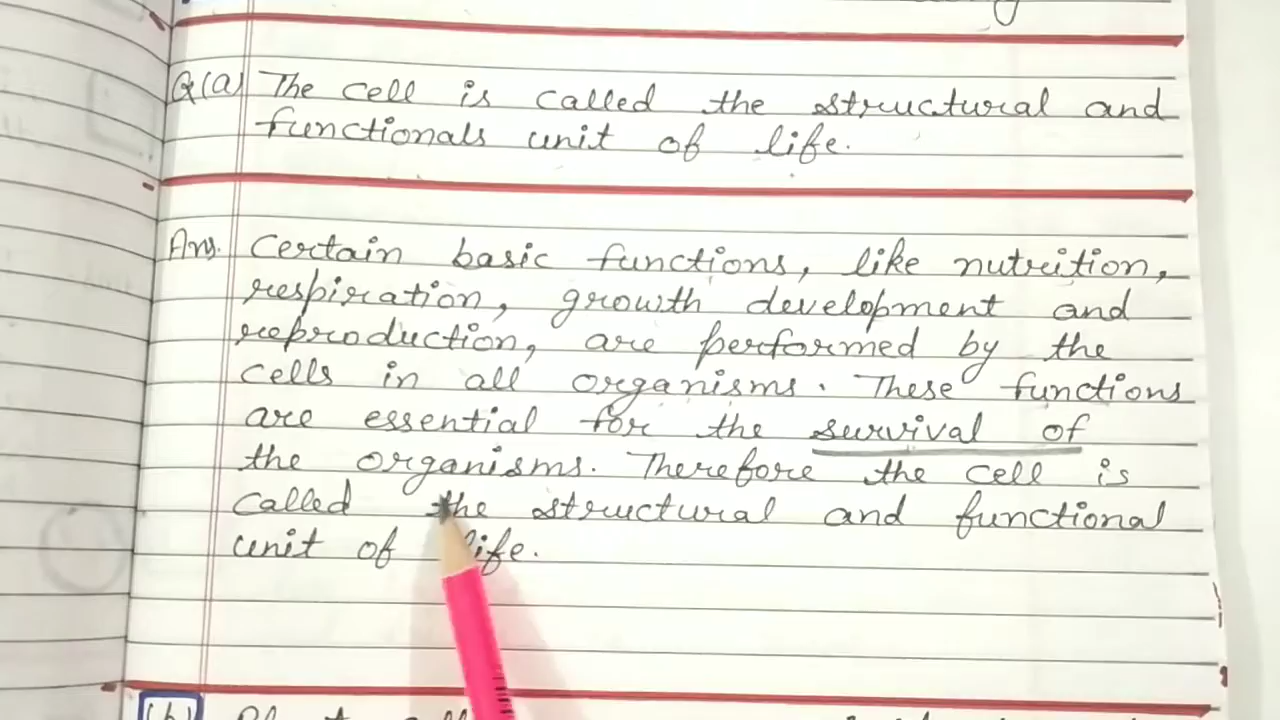 Q(a) The cell is called the structural and
functionals unit of life.
Ans. Certain basic functions, like nutrition,
respiration, growth development and
reproduction, are performed by the
cells in all organisms. These functions
are essential for the survival of
the organisms. Therefore the cell is
called the structural and functional
unit of life.
(b)